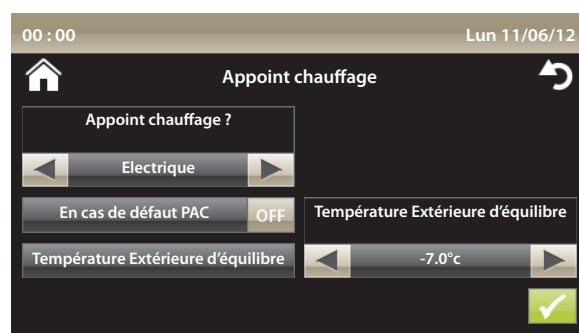 00 : 00 Lun 11/06/12
Appoint chauffage
Appoint chauffage ?
Electrique
En cas de défaut PAC OFF
Température Extérieure d'équilibre
Température Extérieure d'équilibre
-7.0°c